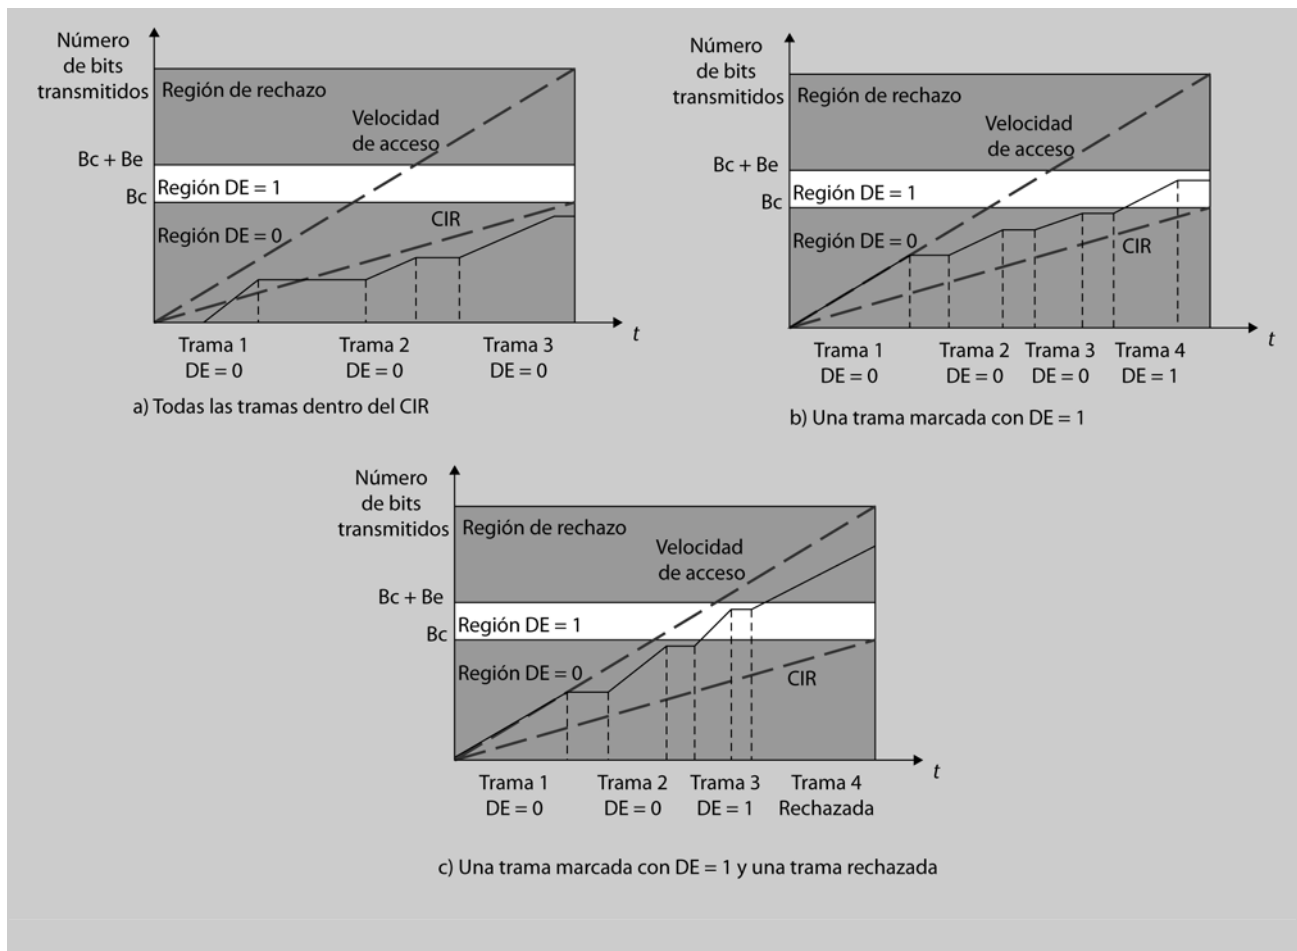 Número
de bits
transmitidos
Región de rechazo
Velocidad
de acceso
Bc + Be
Región DE = 1
Bc
CIR
Región DE = 0
t
Trama 1
DE = 0
Trama 2
DE = 0
Trama 3
DE = 0
a) Todas las tramas dentro del CIR
Número
de bits
transmitidos
Región de rechazo
Velocidad
de acceso
Bc + Be
Región DE = 1
Bc
Región DE = 0
CIR
t
Trama 1
DE = 0
Trama 2
DE = 0
Trama 3
DE = 0
Trama 4
DE = 1
b) Una trama marcada con DE = 1
Número
de bits
transmitidos
Región de rechazo
Velocidad
de acceso
Bc + Be
Región DE = 1
Bc
Región DE = 0
CIR
t
Trama 1
DE = 0
Trama 2
DE = 0
Trama 3
DE = 1
Trama 4
Rechazada
c) Una trama marcada con DE = 1 y una trama rechazada